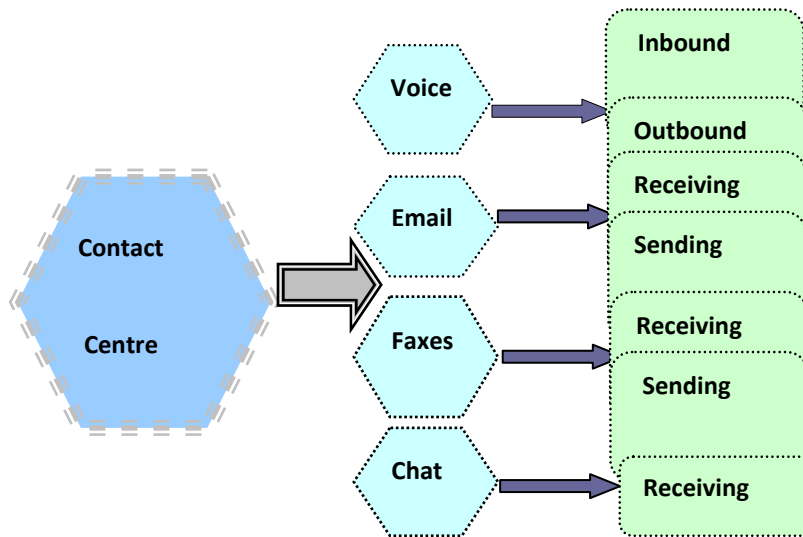 Contact
Centre
Voice
Inbound
Outbound
Email
Receiving
Sending
Faxes
Receiving
Sending
Chat
Receiving